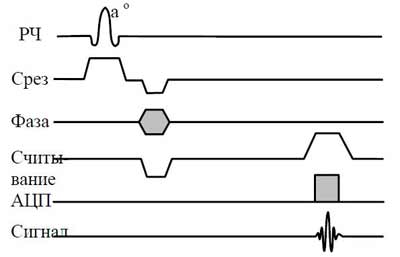 a °
РЧ
Срез
Фаза
Считы-
вание
АЦП
Сигнал